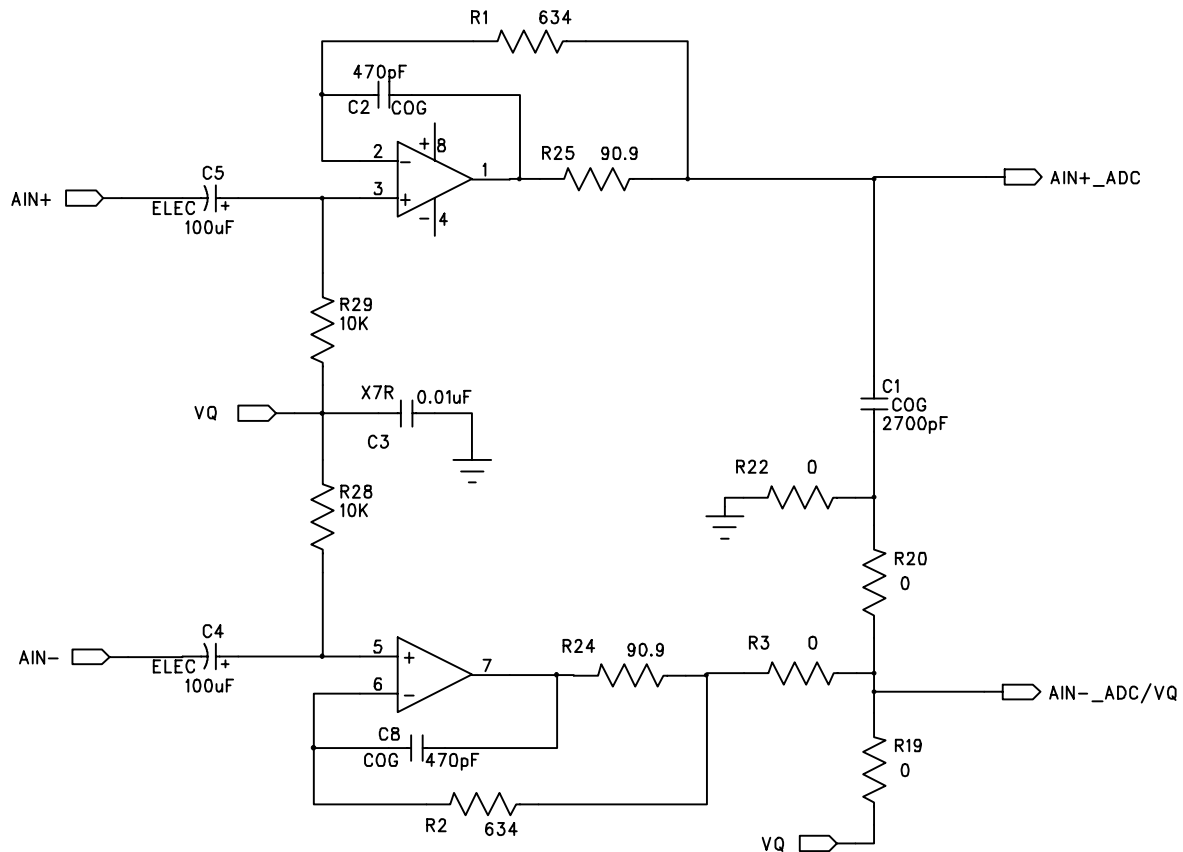 R1 634
470pF
C2 COG
2
- + 8
1
R25 90.9
AIN+
C5
ELEC +
100uF
3
+
- 4
AIN+_ADC
R29
10K
VQ
X7R 0.01uF
C3
C1
COG
2700pF
R28
10K
R22 0
R20
0
AIN-
C4
ELEC +
100uF
5 +
6 -
7
R24 90.9
R3 0
AIN-_ADC/VQ
C8
COG 470pF
R2 634
R19
0
VQ